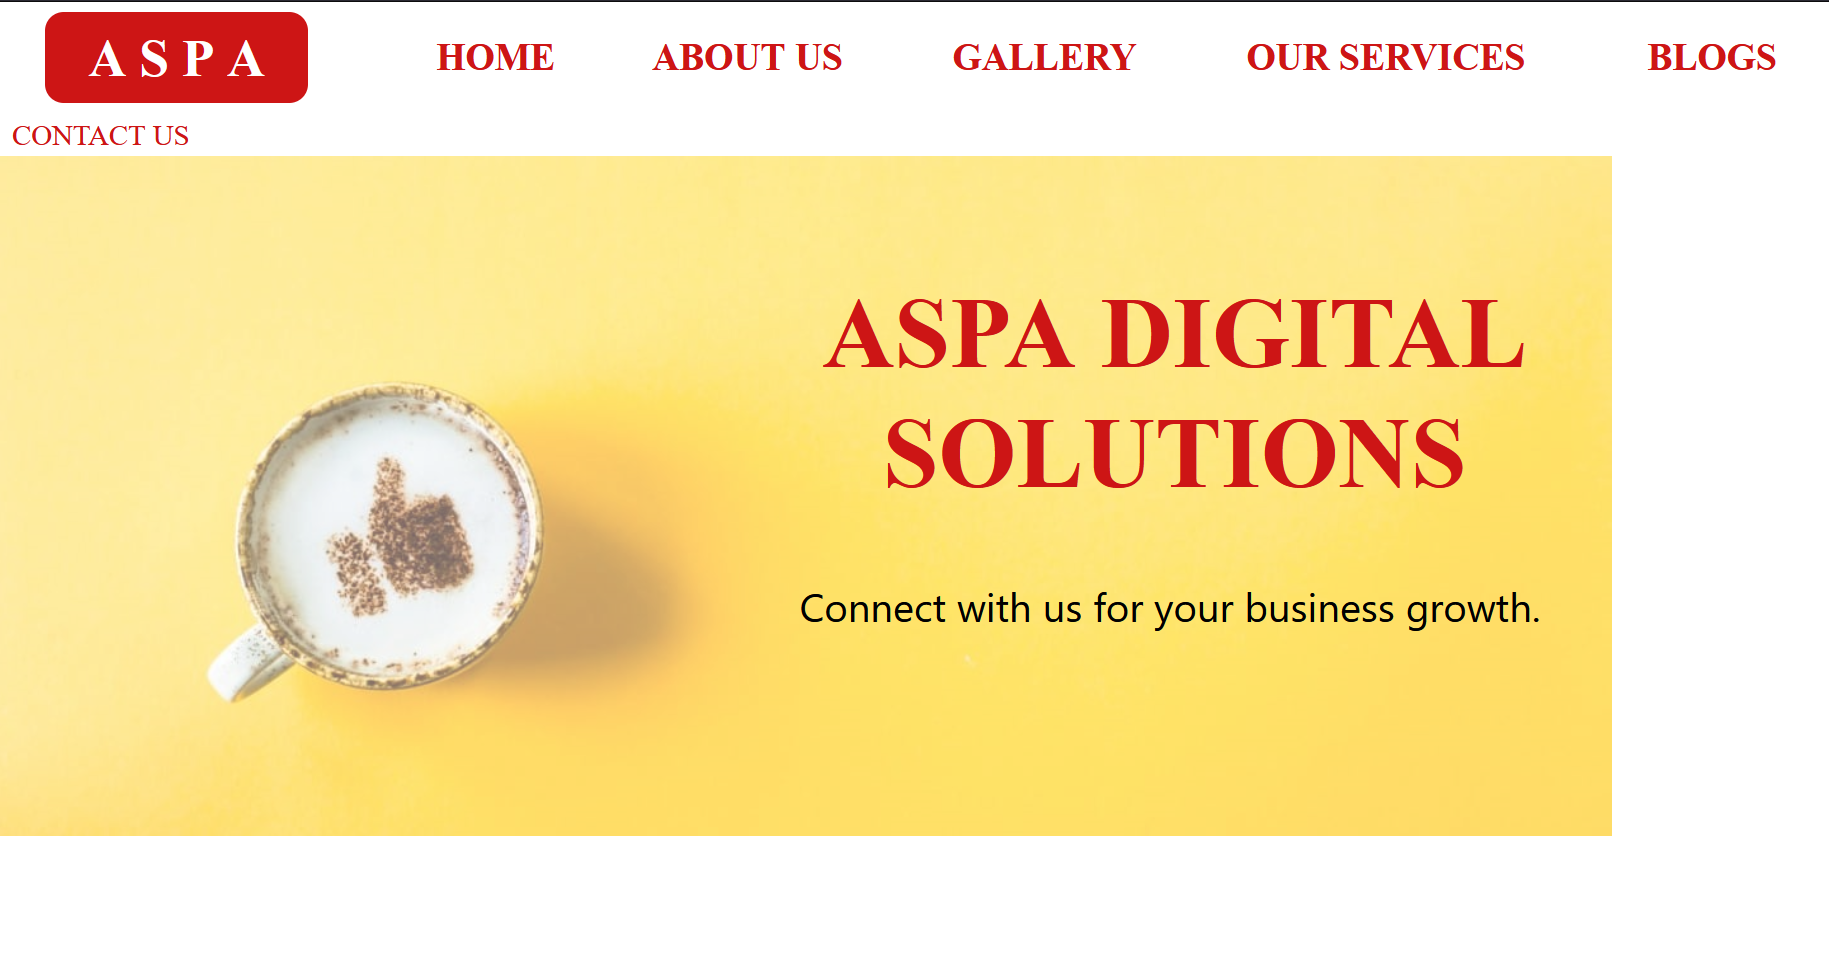 A S P A HOME ABOUT US GALLERY OUR SERVICES BLOGS
CONTACT US
ASPA DIGITAL
SOLUTIONS
Connect with us for your business growth.